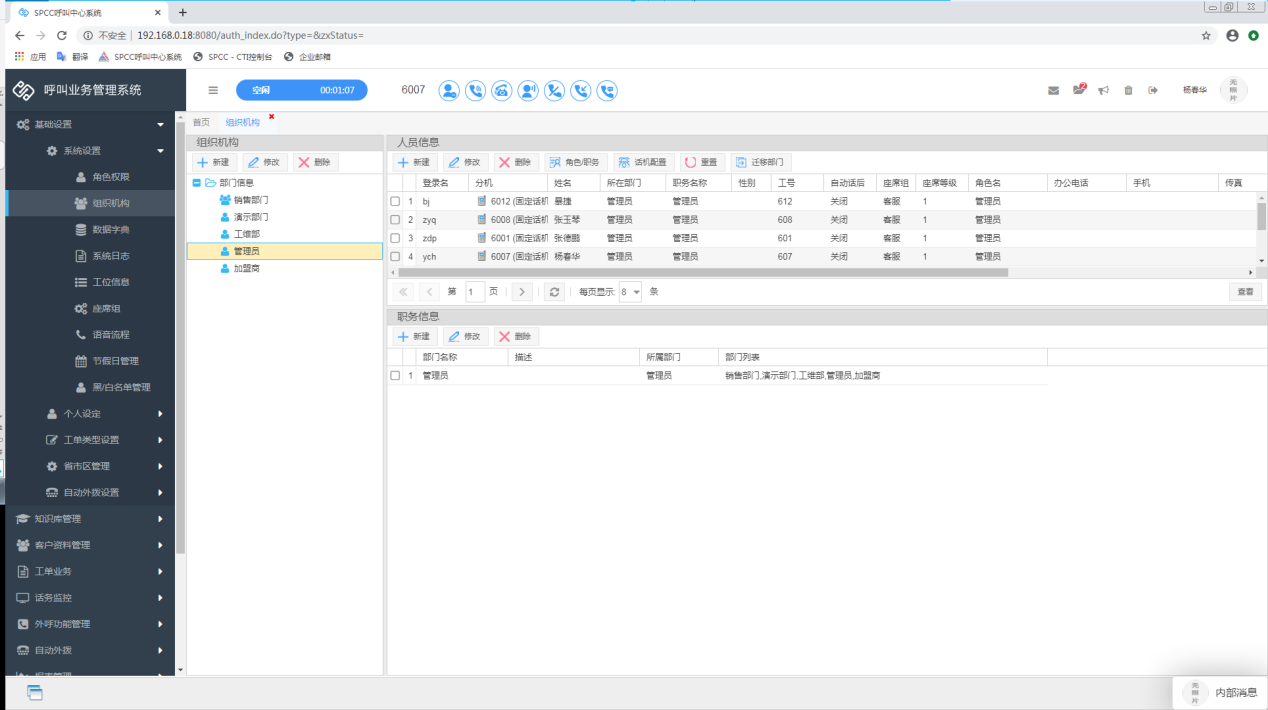 SPCC呼叫中心系统
不安全 192.168.0.18:8080/auth_index.do?type=&zxStatus=
应用 翻译 SPCC呼叫中心系统 SPCC - CTI控制台 企业邮箱
呼叫业务管理系统
空闲 00:01:07 6007 2 杨春华 无照片
基础设置
系统设置
角色权限
组织机构
数据字典
系统日志
工位信息
座席组
语音流程
节假日管理
黑/白名单管理
个人设定
工单类型设置
省市区管理
自动外拨设置
知识库管理
客户资料管理
工单业务
话务监控
外呼功能管理
自动外拨
首页 组织机构
组织机构
新建 修改 删除
部门信息
销售部门
演示部门
工维部
管理员
加盟商
人员信息
新建 修改 删除 角色/职务 话机配置 重置 迁移部门
登录名 分机 姓名 所在部门 职务名称 性别 工号 自动话后 座席组 座席等级 角色名 办公电话 手机 传真
1 bj 6012 (固定话机 暴捷 管理员 管理员 612 关闭 客服 1 管理员
2 zyq 6008 (固定话机 张玉琴 管理员 管理员 608 关闭 客服 1 管理员
3 zdp 6001 (固定话机 张德鹏 管理员 管理员 601 关闭 客服 1 管理员
4 ych 6007 (固定话机 杨春华 管理员 管理员 607 关闭 客服 1 管理员
第 1 页 每页显示: 8 条 查看
职务信息
新建 修改 删除
部门名称 描述 所属部门 部门列表
1 管理员 管理员 销售部门,演示部门,工维部,管理员,加盟商
无照片 内部消息